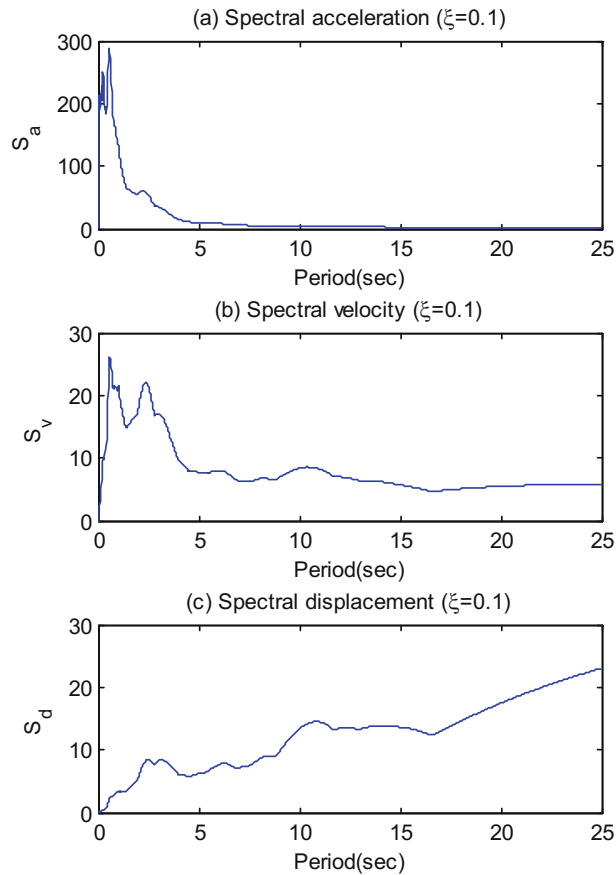 (a) Spectral acceleration (ξ=0.1)
300
200
100
0
S_a
0 5 10 15 20 25
Period(sec)
(b) Spectral velocity (ξ=0.1)
30
20
10
0
S_v
0 5 10 15 20 25
Period(sec)
(c) Spectral displacement (ξ=0.1)
30
20
10
0
S_d
0 5 10 15 20 25
Period(sec)